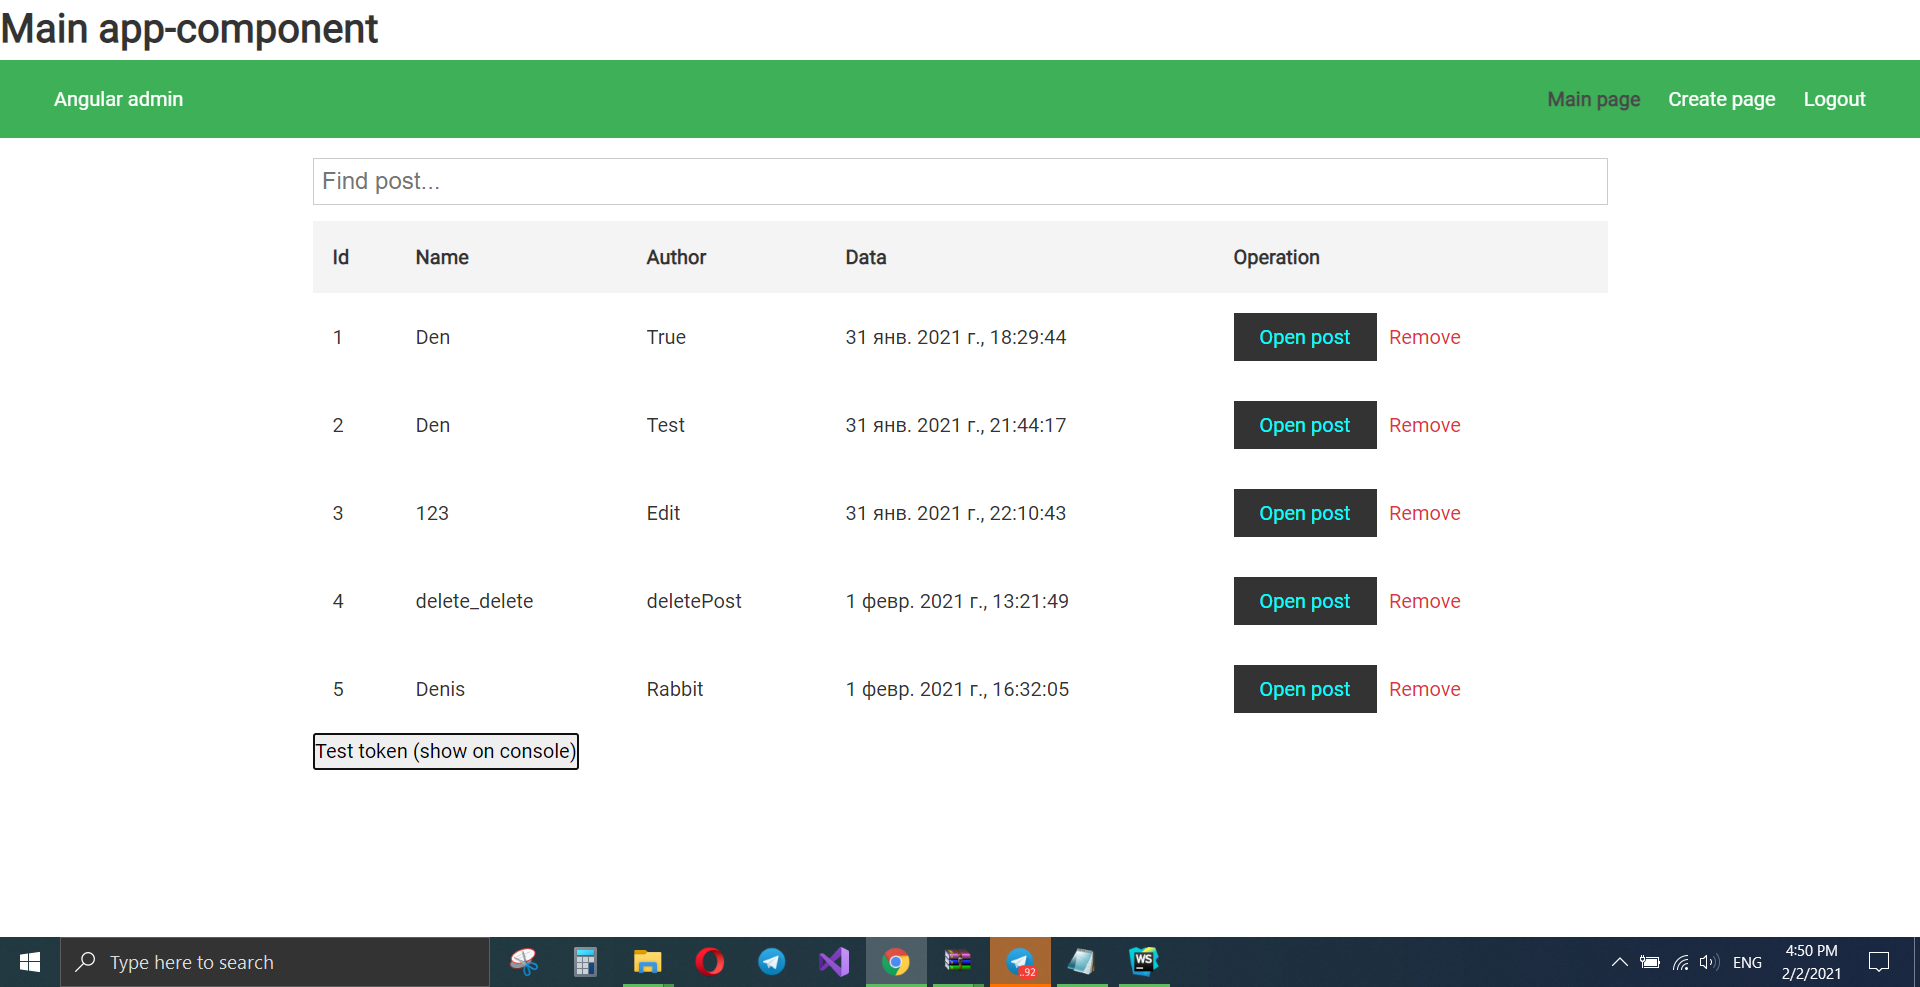 Main app-component
Angular admin Main page Create page Logout
Find post...
Id Name Author Data Operation
1 Den True 31 янв. 2021 г., 18:29:44 Open post Remove
2 Den Test 31 янв. 2021 г., 21:44:17 Open post Remove
3 123 Edit 31 янв. 2021 г., 22:10:43 Open post Remove
4 delete_delete deletePost 1 февр. 2021 г., 13:21:49 Open post Remove
5 Denis Rabbit 1 февр. 2021 г., 16:32:05 Open post Remove
Test token (show on console)
Type here to search ..92 WS ENG 4:50 PM
2/2/2021